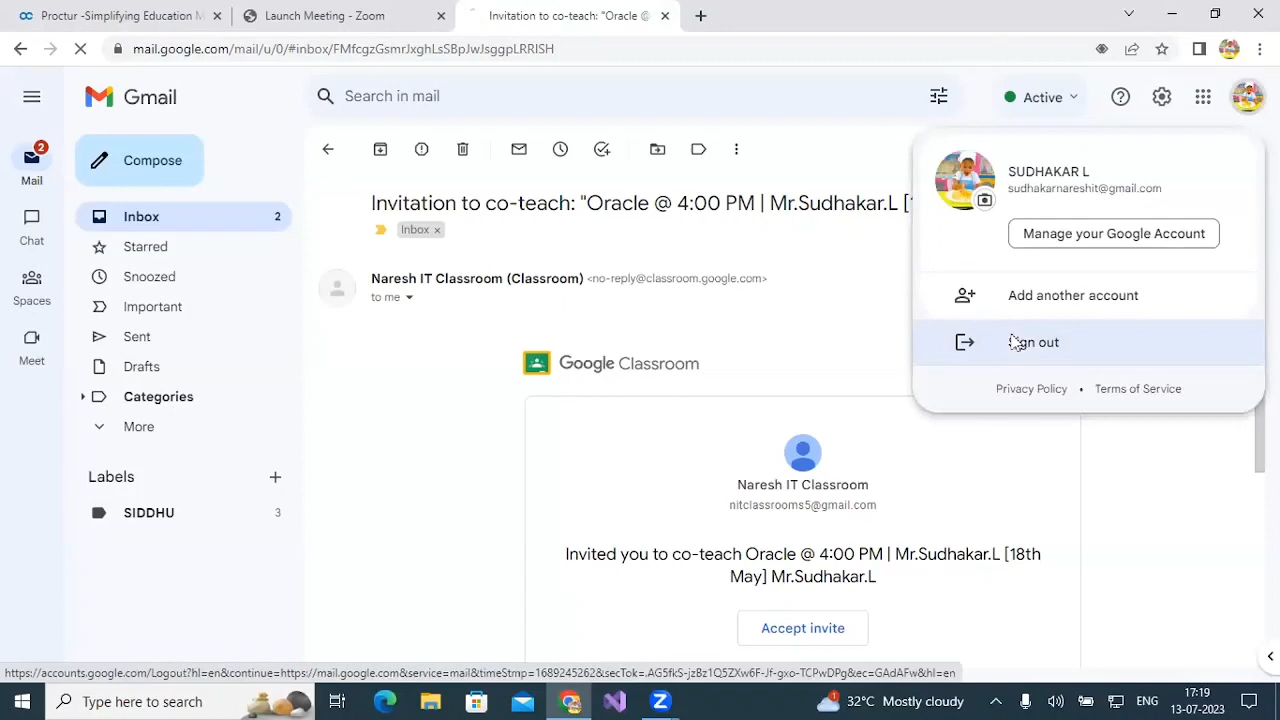 Proctur -Simplifying Education M
Launch Meeting - Zoom
Invitation to co-teach: "Oracle @
mail.google.com/mail/u/0/#inbox/FMfcgzGsmrJxghLsSBpJwJsggpLRRlSH
Gmail
Search in mail
Active
2
Mail
Compose
SUDHAKAR L
sudhakarnareshit@gmail.com
Manage your Google Account
Inbox 2
Invitation to co-teach: "Oracle @ 4:00 PM | Mr.Sudhakar.L [1
Inbox x
Chat
Starred
Snoozed
Naresh IT Classroom (Classroom) <no-reply@classroom.google.com>
to me
Spaces
Add another account
Important
Meet
Sent
Sign out
Drafts
Google Classroom
Privacy Policy • Terms of Service
Categories
More
Labels
Naresh IT Classroom
nitclassrooms5@gmail.com
SIDDHU 3
Invited you to co-teach Oracle @ 4:00 PM | Mr.Sudhakar.L [18th
May] Mr.Sudhakar.L
Accept invite
https://accounts.google.com/Logout?hl=en&continue=https://mail.google.com&service=mail&timeStmp=1689245262&secTok=.AG5fkS-jzBz1Q5ZXw6F-Jf-gxo-TCPwDPg&ec=GAdAFw&hl=en
Type here to search
32°C Mostly cloudy
ENG
17:19
13-07-2023